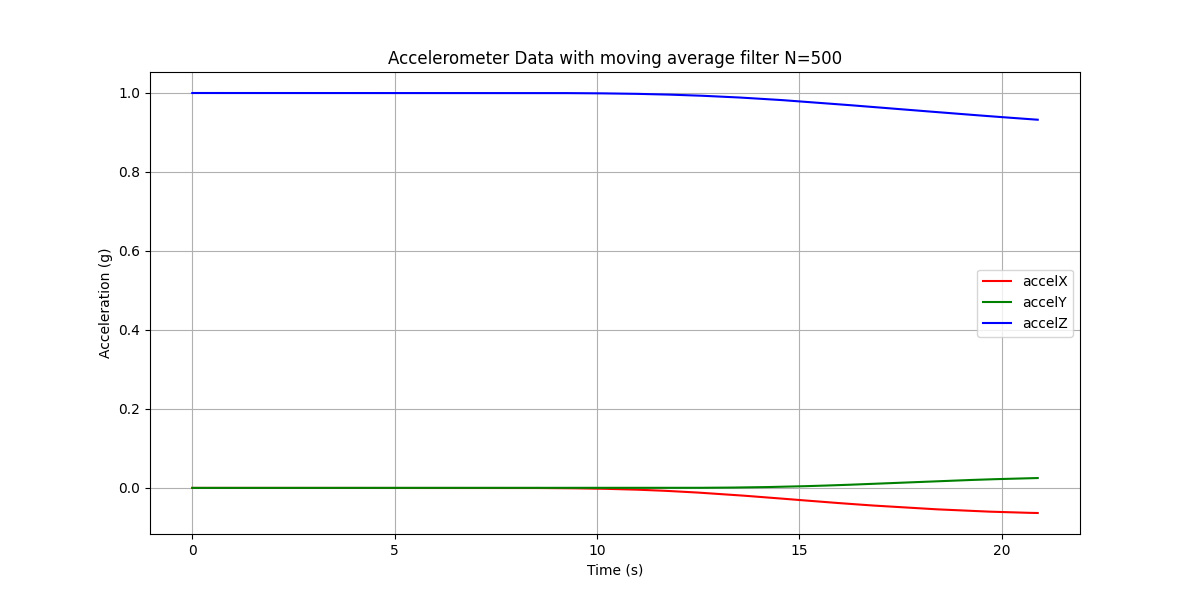 Accelerometer Data with moving average filter N=500
Acceleration (g)
1.0
0.8
0.6
0.4
0.2
0.0
accelX
accelY
accelZ
0 5 10 15 20
Time (s)